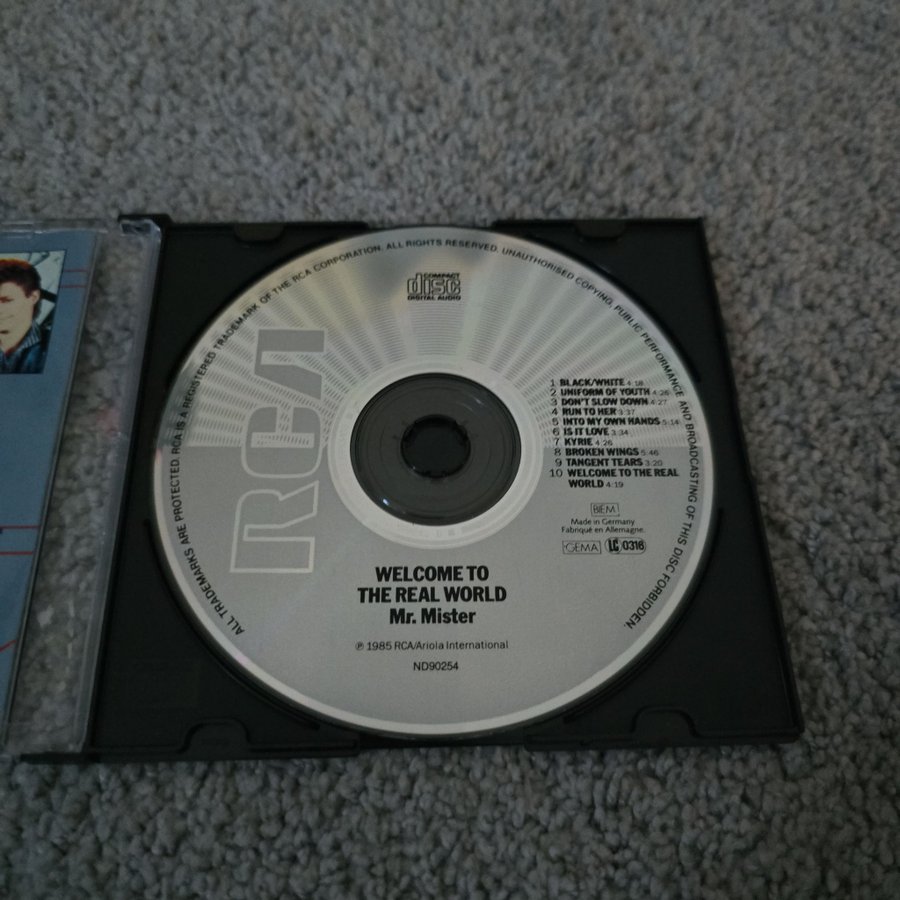 ALL TRADEMARKS ARE PROTECTED. RCA IS A REGISTERED TRADEMARK OF THE RCA CORPORATION. ALL RIGHTS RESERVED. UNAUTHORISED COPYING, PUBLIC PERFORMANCE AND BROADCASTING OF THIS DISC FORBIDDEN.
COMPACT
disc
DIGITAL AUDIO
RCA
1 BLACK/WHITE 4:18
2 UNIFORM OF YOUTH 4:25
3 DON'T SLOW DOWN 4:27
4 RUN TO HER 3:37
5 INTO MY OWN HANDS 5:14
6 IS IT LOVE 3:34
7 KYRIE 4:26
8 BROKEN WINGS 5:46
9 TANGENT TEARS 3:20
10 WELCOME TO THE REAL
WORLD 4:19
BIEM
Made in Germany
Fabriqué en Allemagne.
GEMA LC 0316
WELCOME TO
THE REAL WORLD
Mr. Mister
℗ 1985 RCA/Ariola International
ND90254